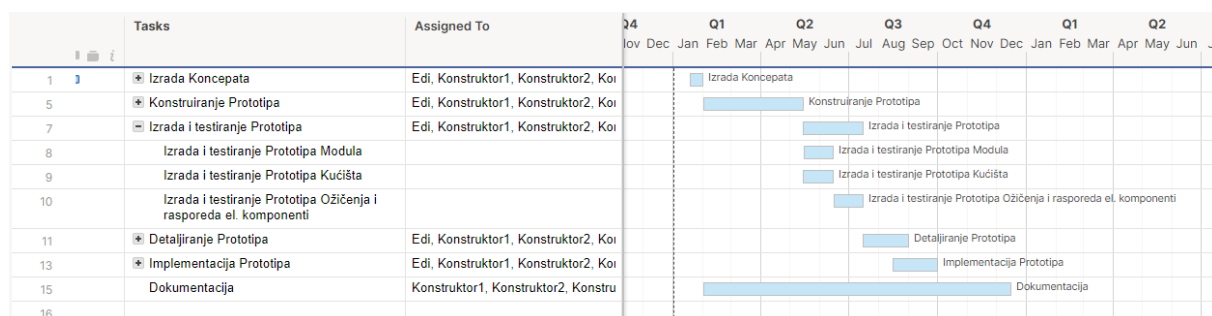 Tasks Assigned To Q4 Q1 Q2 Q3 Q4 Q1 Q2
Nov Dec Jan Feb Mar Apr May Jun Jul Aug Sep Oct Nov Dec Jan Feb Mar Apr May Jun
1 Izrada Koncepata Edi, Konstruktor1, Konstruktor2, Kon Izrada Koncepata
5 Konstruiranje Prototipa Edi, Konstruktor1, Konstruktor2, Kon Konstruiranje Prototipa
7 Izrada i testiranje Prototipa Edi, Konstruktor1, Konstruktor2, Kon Izrada i testiranje Prototipa
8 Izrada i testiranje Prototipa Modula Izrada i testiranje Prototipa Modula
9 Izrada i testiranje Prototipa Kućišta Izrada i testiranje Prototipa Kućišta
10 Izrada i testiranje Prototipa Ožičenja i Izrada i testiranje Prototipa Ožičenja i rasporeda el. komponenti
rasporeda el. komponenti
11 Detaljiranje Prototipa Edi, Konstruktor1, Konstruktor2, Kon Detaljiranje Prototipa
13 Implementacija Prototipa Edi, Konstruktor1, Konstruktor2, Kon Implementacija Prototipa
15 Dokumentacija Konstruktor1, Konstruktor2, Konstru Dokumentacija
16